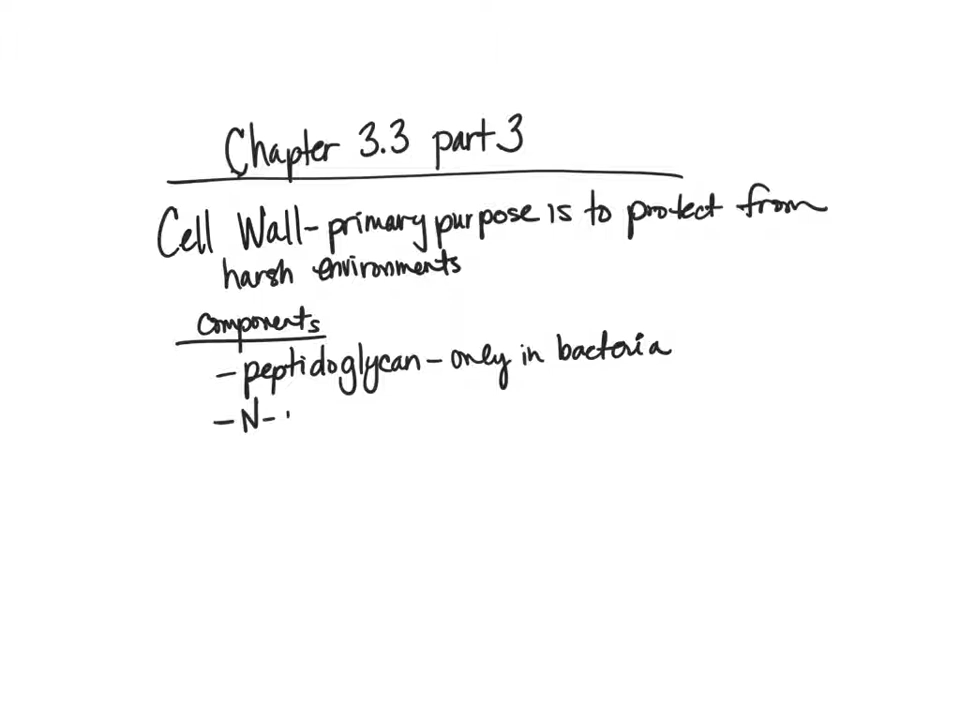 Chapter 3.3 part 3
Cell Wall - primary purpose is to protect from
harsh environments
Components
- peptidoglycan - only in bacteria
- N-